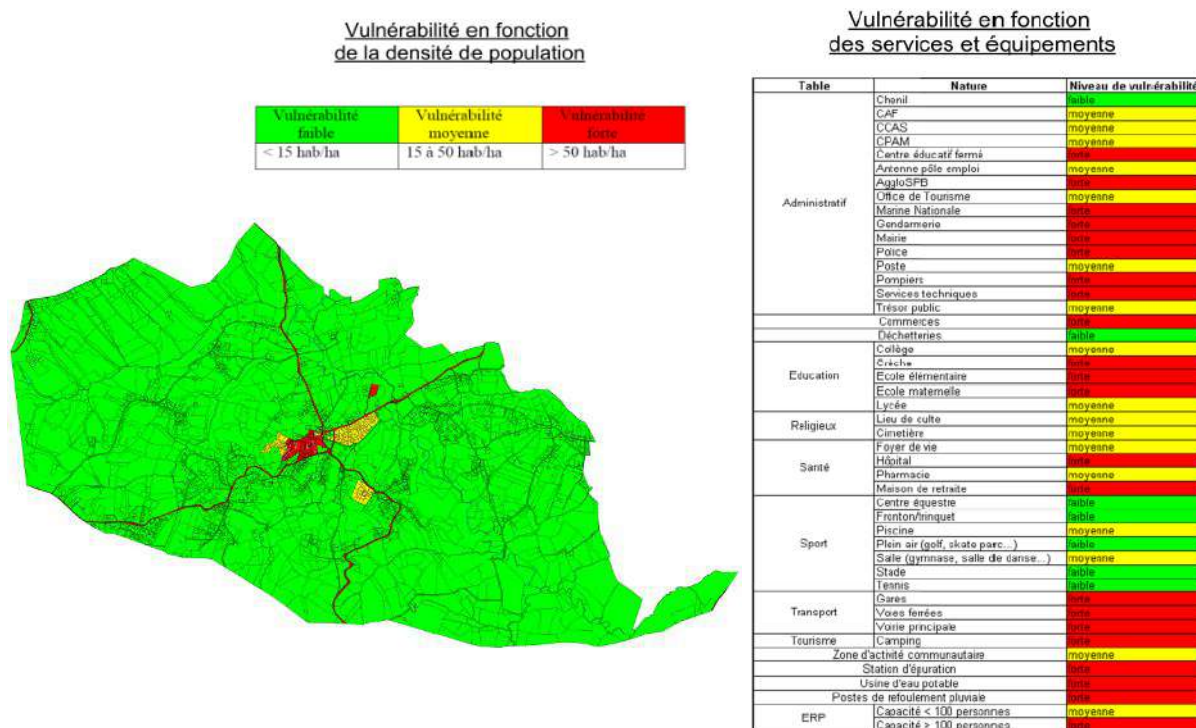 Vulnérabilité en fonction
de la densité de population
Vulnérabilité faible Vulnérabilité moyenne Vulnérabilité forte
< 15 hab/ha 15 à 50 hab/ha > 50 hab/ha
Vulnérabilité en fonction
des services et équipements
Table Nature Niveau de vulnérabilité
Administratif
Chenil faible
CAF moyenne
CCAS moyenne
CPAM moyenne
Centre éducatif fermé forte
Antenne pôle emploi moyenne
AggloSPB forte
Office de Tourisme moyenne
Marine Nationale forte
Gendarmerie forte
Mairie forte
Police forte
Poste moyenne
Pompiers forte
Services techniques forte
Trésor public moyenne
Commerces forte
Déchetteries faible
Education
Collège moyenne
Crèche forte
Ecole élémentaire forte
Ecole maternelle forte
Lycée moyenne
Religieux
Lieu de culte moyenne
Cimetière moyenne
Santé
Foyer de vie moyenne
Hôpital forte
Pharmacie moyenne
Maison de retraite forte
Sport
Centre équestre faible
Fronton/trinquet faible
Piscine moyenne
Plein air (golf, skate parc...) faible
Salle (gymnase, salle de danse...) moyenne
Stade faible
Tennis faible
Transport
Gares forte
Voies ferrées forte
Voirie principale forte
Tourisme Camping forte
Zone d'activité communautaire moyenne
Station d'épuration forte
Usine d'eau potable forte
Postes de refoulement pluviale forte
ERP
Capacité < 100 personnes moyenne
Capacité > 100 personnes forte